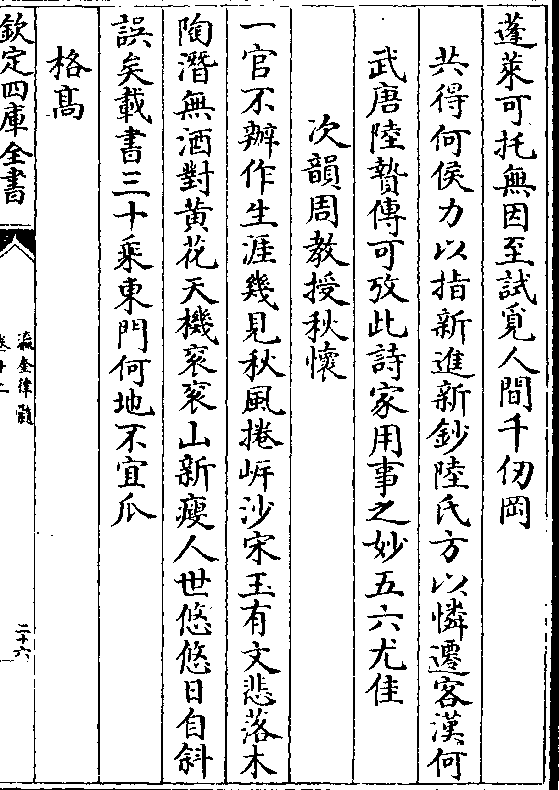 蓬萊可托無因至試覓人間千仞岡
共得何侯力以指新進新鈔陸氏方以憐遷客漢何
武唐陸贄傳可攷此詩家用事之妙五六尤佳
次韻周教授秋懷
一官不辦作生涯幾見秋風捲㟁沙宋玉有文悲落木
陶潛無酒對黃花天機衮衮山新瘦人世悠悠日自斜
誤矣載書三十乘東門何地不宜瓜
格高
欽定四庫全書
瀛奎律髓
卷十二
二十六